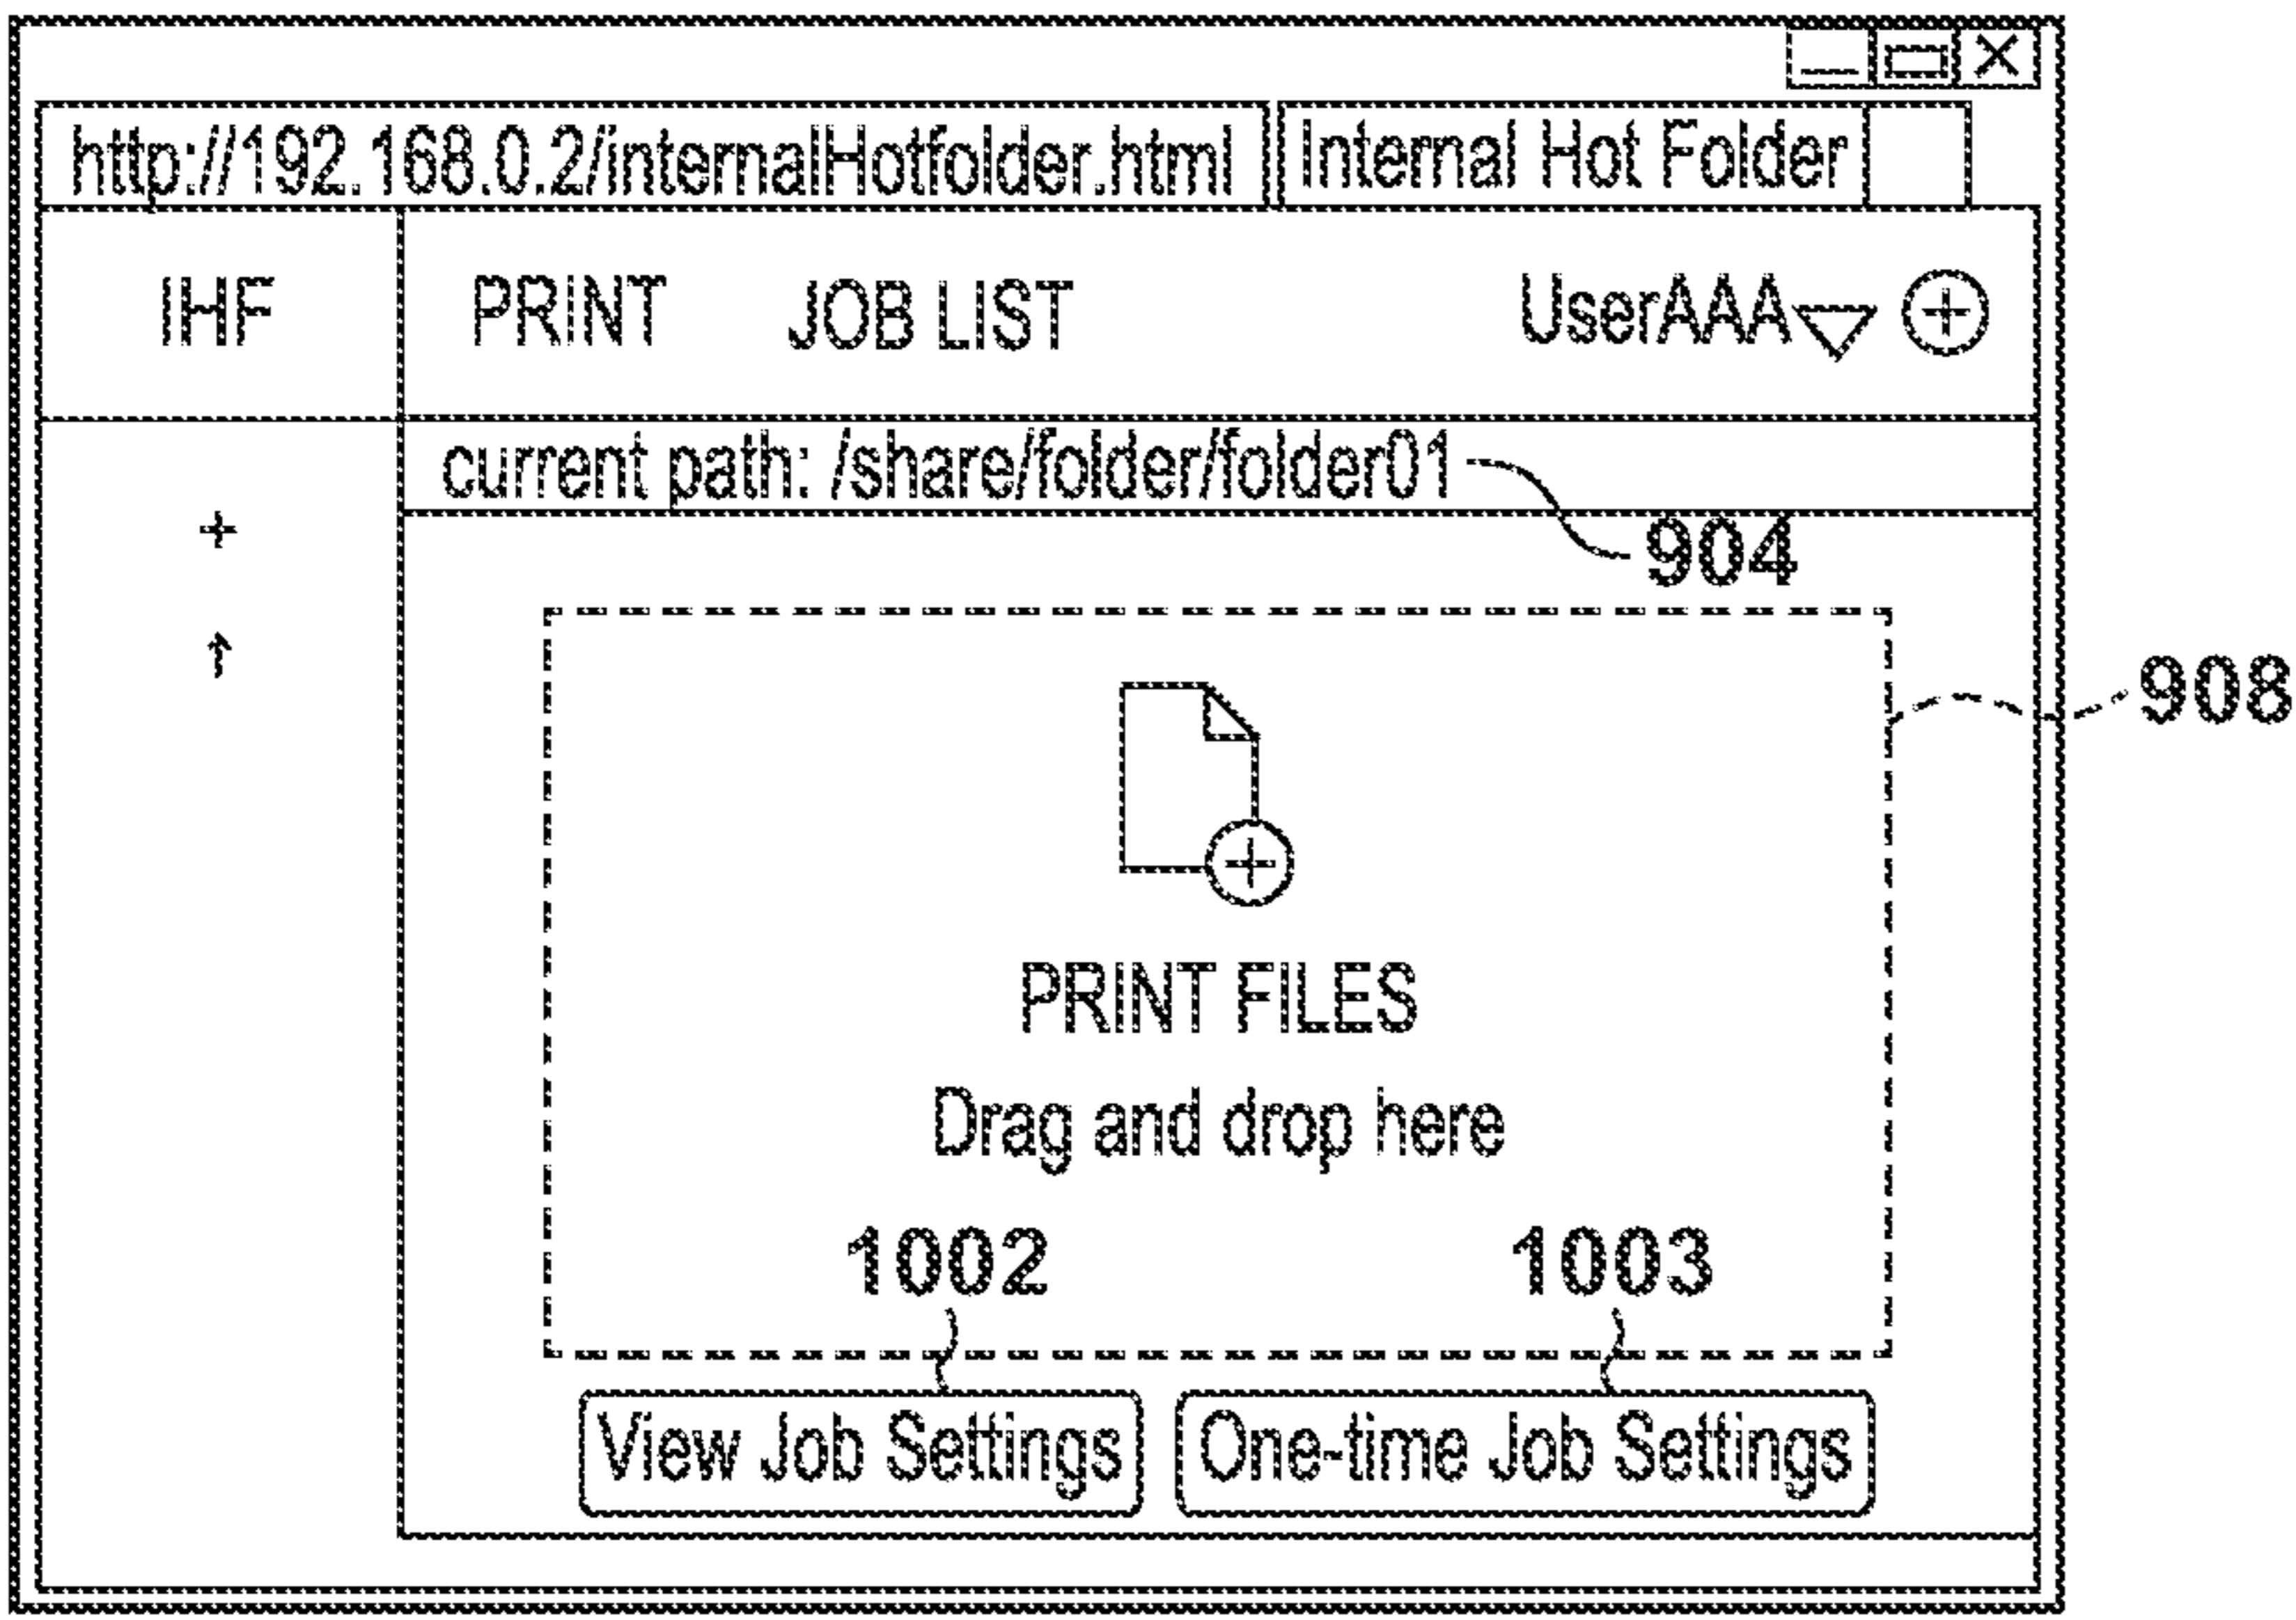 http://192.168.0.2/internalHotfolder.html Internal Hot Folder
IHF PRINT JOB LIST UserAAA
current path: /share/folder/folder01
904
908
PRINT FILES
Drag and drop here
1002 1003
View Job Settings One-time Job Settings